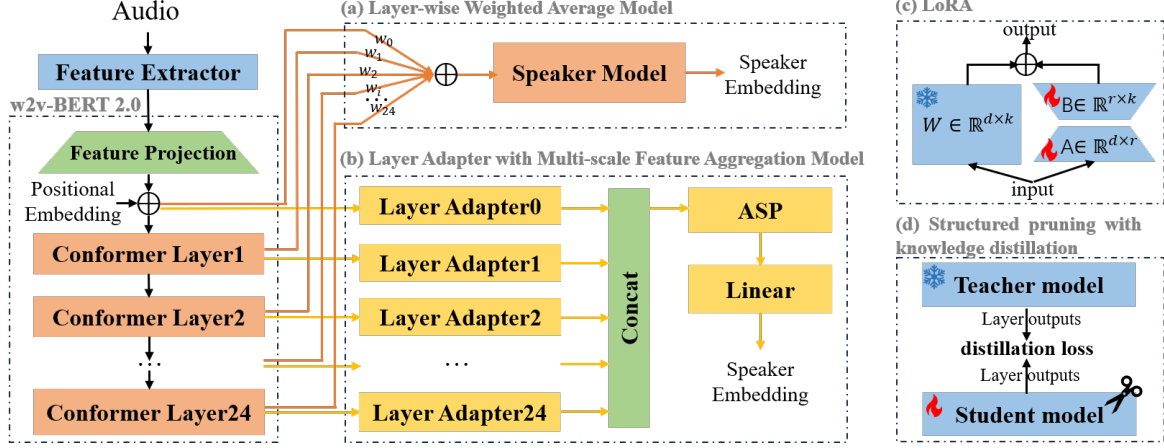 Audio
Feature Extractor
w2v-BERT 2.0
Feature Projection
Positional
Embedding
Conformer Layer1
Conformer Layer2
...
Conformer Layer24
(a) Layer-wise Weighted Average Model
w0
w1
w2
wi
...
w24
Speaker Model
Speaker
Embedding
(b) Layer Adapter with Multi-scale Feature Aggregation Model
Layer Adapter0
Layer Adapter1
Layer Adapter2
...
Layer Adapter24
Concat
ASP
Linear
Speaker
Embedding
(c) LoRA
output
W ∈ ℝ^{d×k}
B∈ ℝ^{r×k}
A∈ ℝ^{d×r}
input
(d) Structured pruning with
knowledge distillation
Teacher model
Layer outputs
distillation loss
Layer outputs
Student model